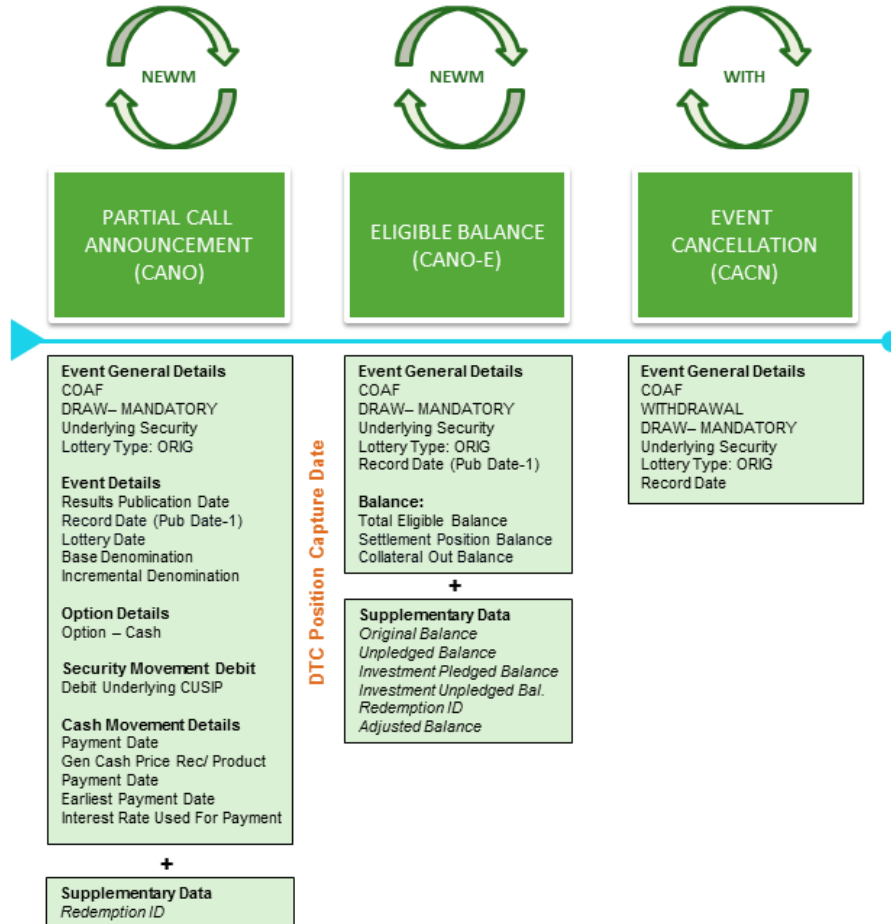 NEWM
NEWM
WITH
PARTIAL CALL
ANNOUNCEMENT
(CANO)
ELIGIBLE BALANCE
(CANO-E)
EVENT
CANCELLATION
(CACN)
Event General Details
COAF
DRAW– MANDATORY
Underlying Security
Lottery Type: ORIG
Event Details
Results Publication Date
Record Date (Pub Date-1)
Lottery Date
Base Denomination
Incremental Denomination
Option Details
Option – Cash
Security Movement Debit
Debit Underlying CUSIP
Cash Movement Details
Payment Date
Gen Cash Price Rec/ Product
Payment Date
Earliest Payment Date
Interest Rate Used For Payment
+
Supplementary Data
Redemption ID
DTC Position Capture Date
Event General Details
COAF
DRAW– MANDATORY
Underlying Security
Lottery Type: ORIG
Record Date (Pub Date-1)
Balance:
Total Eligible Balance
Settlement Position Balance
Collateral Out Balance
+
Supplementary Data
Original Balance
Unpledged Balance
Investment Pledged Balance
Investment Unpledged Bal.
Redemption ID
Adjusted Balance
Event General Details
COAF
WITHDRAWAL
DRAW– MANDATORY
Underlying Security
Lottery Type: ORIG
Record Date